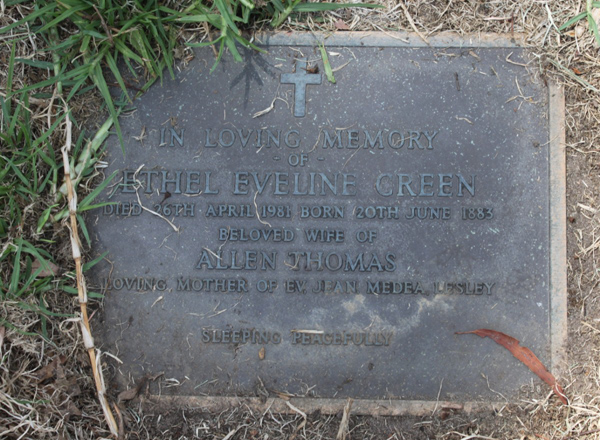 IN LOVING MEMORY
- OF -
ETHEL EVELINE GREEN
DIED 26TH APRIL 1981 BORN 20TH JUNE 1883
BELOVED WIFE OF
ALLEN THOMAS
LOVING MOTHER OF EV, JEAN MEDEA, LESLEY
SLEEPING PEACEFULLY